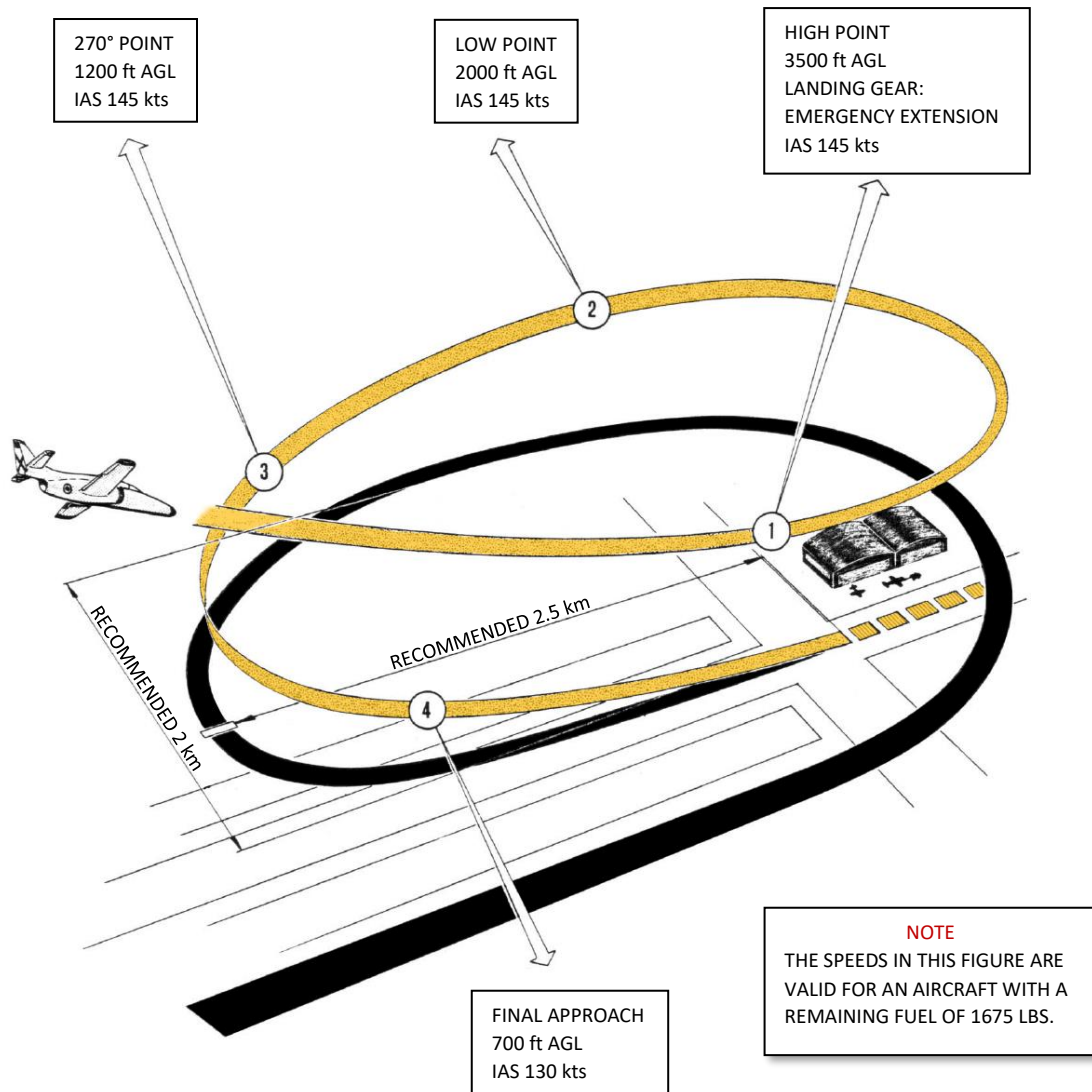 270° POINT
1200 ft AGL
IAS 145 kts
LOW POINT
2000 ft AGL
IAS 145 kts
HIGH POINT
3500 ft AGL
LANDING GEAR:
EMERGENCY EXTENSION
IAS 145 kts
2
3
1
RECOMMENDED 2.5 km
RECOMMENDED 2 km
4
FINAL APPROACH
700 ft AGL
IAS 130 kts
NOTE
THE SPEEDS IN THIS FIGURE ARE
VALID FOR AN AIRCRAFT WITH A
REMAINING FUEL OF 1675 LBS.